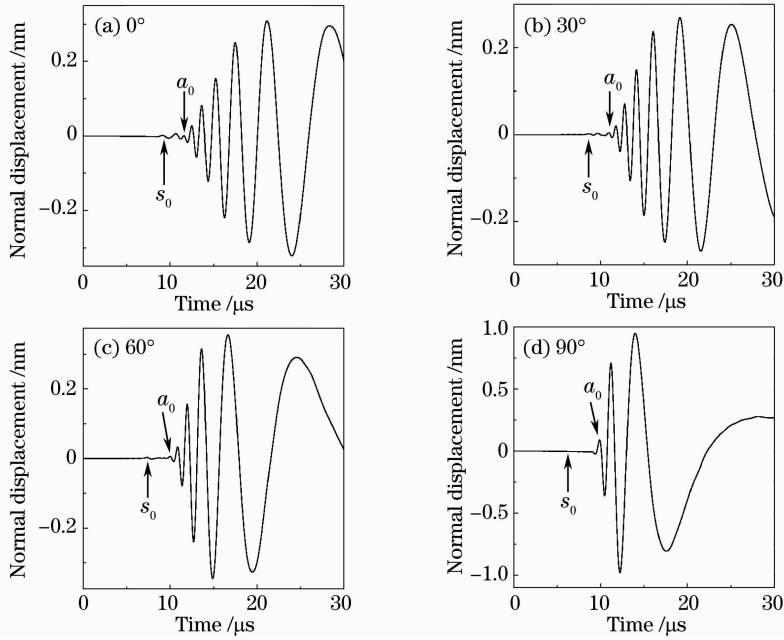 (a) 0°
Normal displacement /nm
0.2
0
−0.2
a₀
s₀
0 10 20 30
Time /μs
(b) 30°
Normal displacement /nm
0.2
0
−0.2
a₀
s₀
0 10 20 30
Time /μs
(c) 60°
Normal displacement /nm
0.2
0
−0.2
a₀
s₀
0 10 20 30
Time /μs
(d) 90°
Normal displacement /nm
1.0
0.5
0
−0.5
−1.0
a₀
s₀
0 10 20 30
Time /μs